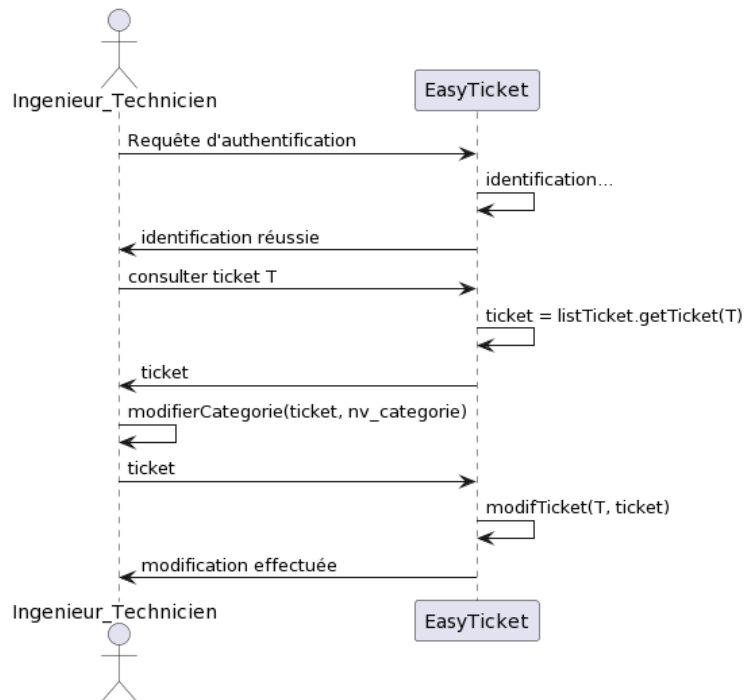 Ingenieur_Technicien
EasyTicket
Requête d'authentification
identification...
identification réussie
consulter ticket T
ticket = listTicket.getTicket(T)
ticket
modifierCategorie(ticket, nv_categorie)
ticket
modifTicket(T, ticket)
modification effectuée
Ingenieur_Technicien
EasyTicket